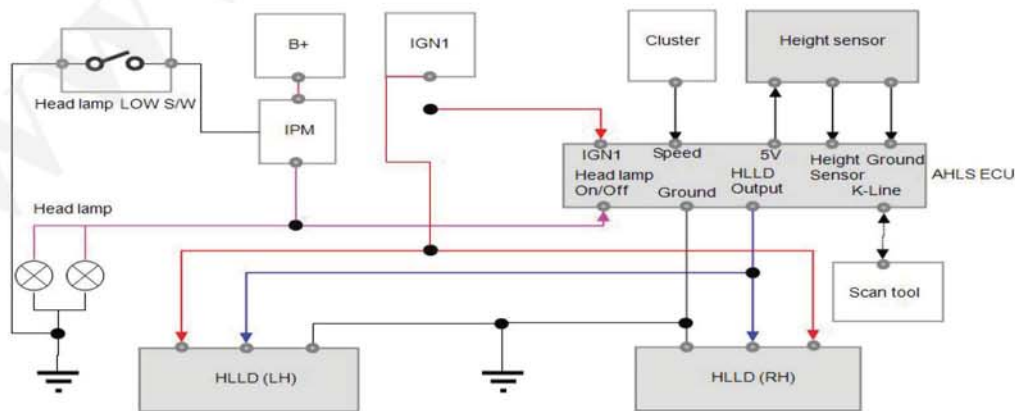 B+
IGN1
Cluster
Height sensor
Head lamp LOW S/W
IPM
IGN1
Speed
5V
Height
Sensor
Ground
Head lamp
On/Off
Ground
HLLD
Output
K-Line
AHLS ECU
Head lamp
Scan tool
HLLD (LH)
HLLD (RH)